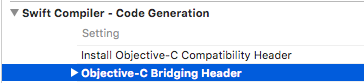 Swift Compiler - Code Generation
Setting
Install Objective-C Compatibility Header
Objective-C Bridging Header